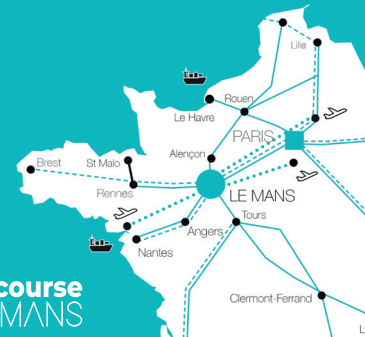 Lille
Rouen
Le Havre
PARIS
Alençon
Brest
St Malo
Rennes
LE MANS
Tours
Angers
Nantes
course
MANS
Clermont-Ferrand
L